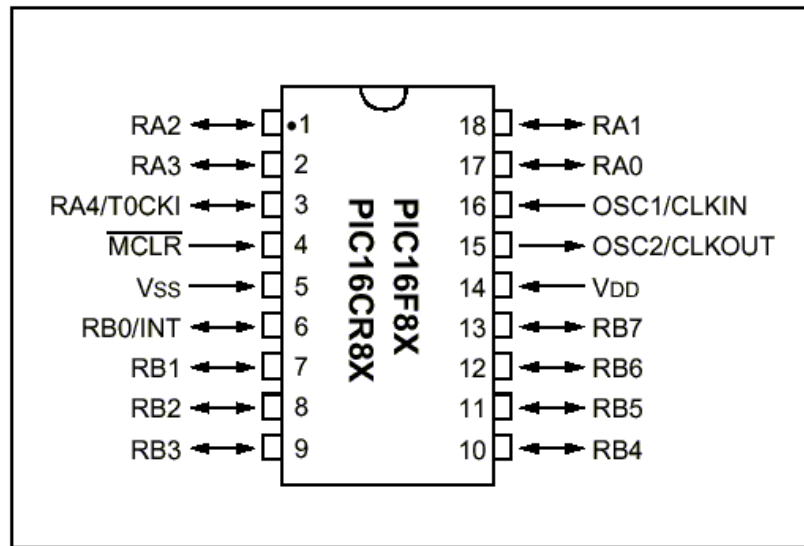 RA2 •1 18 RA1
RA3 2 17 RA0
RA4/T0CKI 3 16 OSC1/CLKIN
MCLR 4 15 OSC2/CLKOUT
VSS 5 14 VDD
RB0/INT 6 13 RB7
RB1 7 12 RB6
RB2 8 11 RB5
RB3 9 10 RB4
PIC16F8X
PIC16CR8X